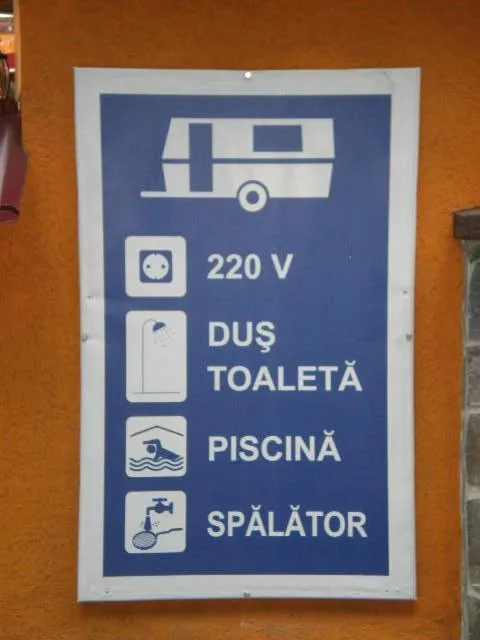 220 V
DUŞ
TOALETĂ
PISCINĂ
SPĂLĂTOR